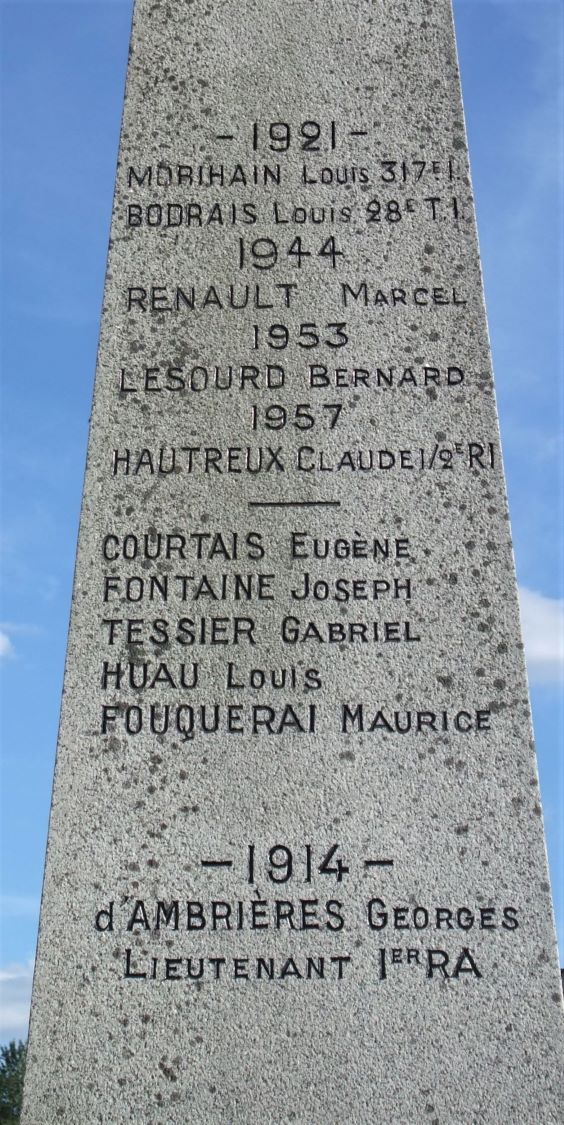 - 1921 -
MORIHAIN LOUIS 317E I.
BODRAIS LOUIS 28E T.I
1944
RENAULT MARCEL
1953
LESOURD BERNARD
1957
HAUTREUX CLAUDE 1/2E RI
COURTAIS EUGÈNE
FONTAINE JOSEPH
TESSIER GABRIEL
HUAU LOUIS
FOUQUERAI MAURICE
- 1914 -
d'AMBRIÈRES GEORGES
LIEUTENANT 1ER RA